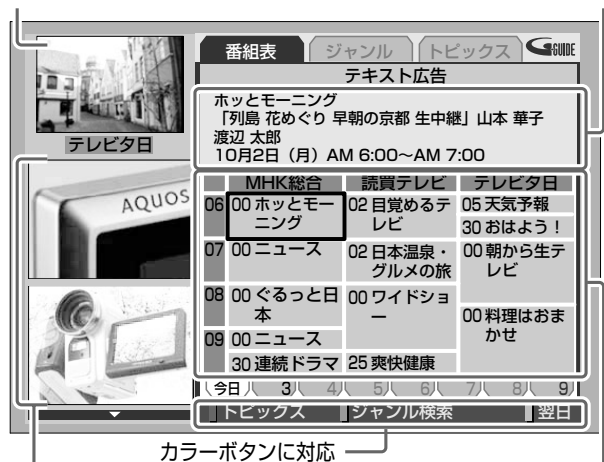 番組表 ジャンル トピックス G-GUIDE
テキスト広告
ホッとモーニング
「列島 花めぐり 早朝の京都 生中継」山本 華子
渡辺 太郎
10月2日（月）AM 6:00〜AM 7:00
テレビ夕日
AQUOS
MHK総合 読買テレビ テレビタ日
06 00 ホッとモー 02 目覚めるテ 05 天気予報
ニング レビ 30 おはよう！
07 00 ニュース 02 日本温泉・ 00 朝から生テ
グルメの旅 レビ
08 00 ぐるっと日 00 ワイドショ
本 ー 00 料理はおま
09 00 ニュース かせ
30 連続ドラマ 25 爽快健康
今日 3 4 5 6 7 8 9
トピックス ジャンル検索 翌日
カラーボタンに対応